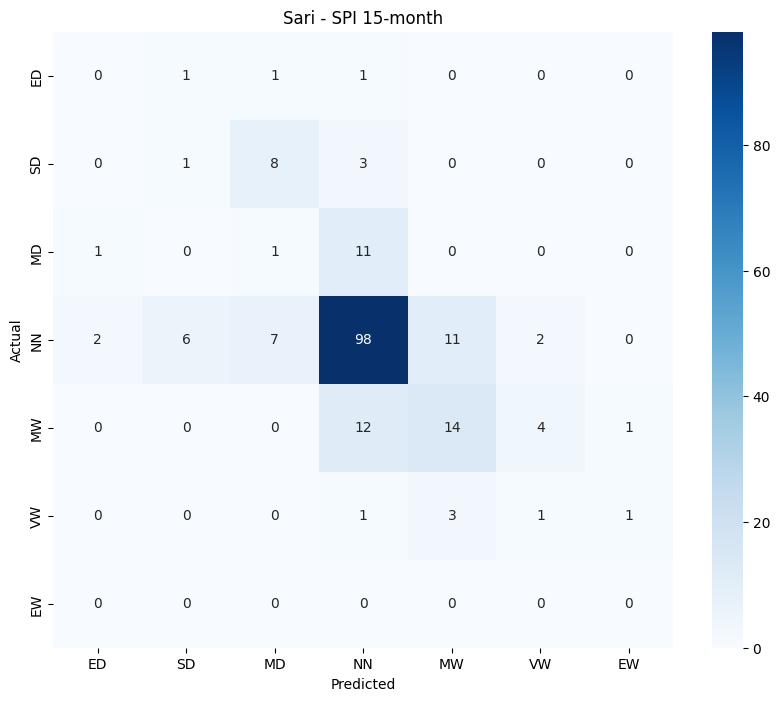 Sari - SPI 15-month
ED 0 1 1 1 0 0 0
SD 0 1 8 3 0 0 0
MD 1 0 1 11 0 0 0
NN 2 6 7 98 11 2 0
MW 0 0 0 12 14 4 1
VW 0 0 0 1 3 1 1
EW 0 0 0 0 0 0 0
ED SD MD NN MW VW EW
Predicted
Actual
80
60
40
20
0